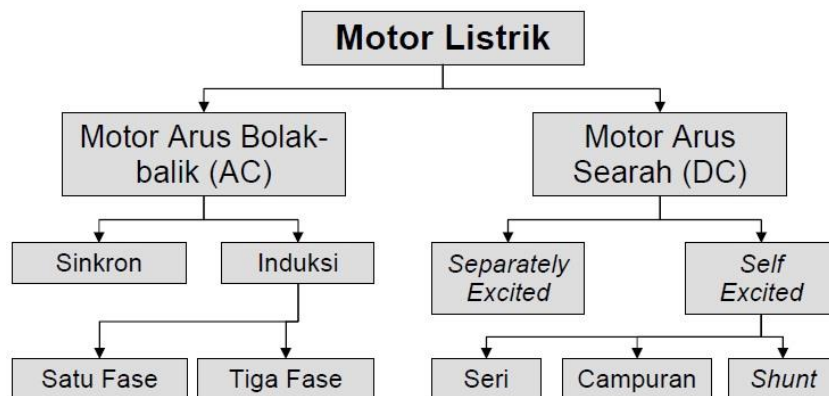 Motor Listrik
Motor Arus Bolak-
balik (AC)
Motor Arus
Searah (DC)
Sinkron
Induksi
Separately
Excited
Self
Excited
Satu Fase
Tiga Fase
Seri
Campuran
Shunt